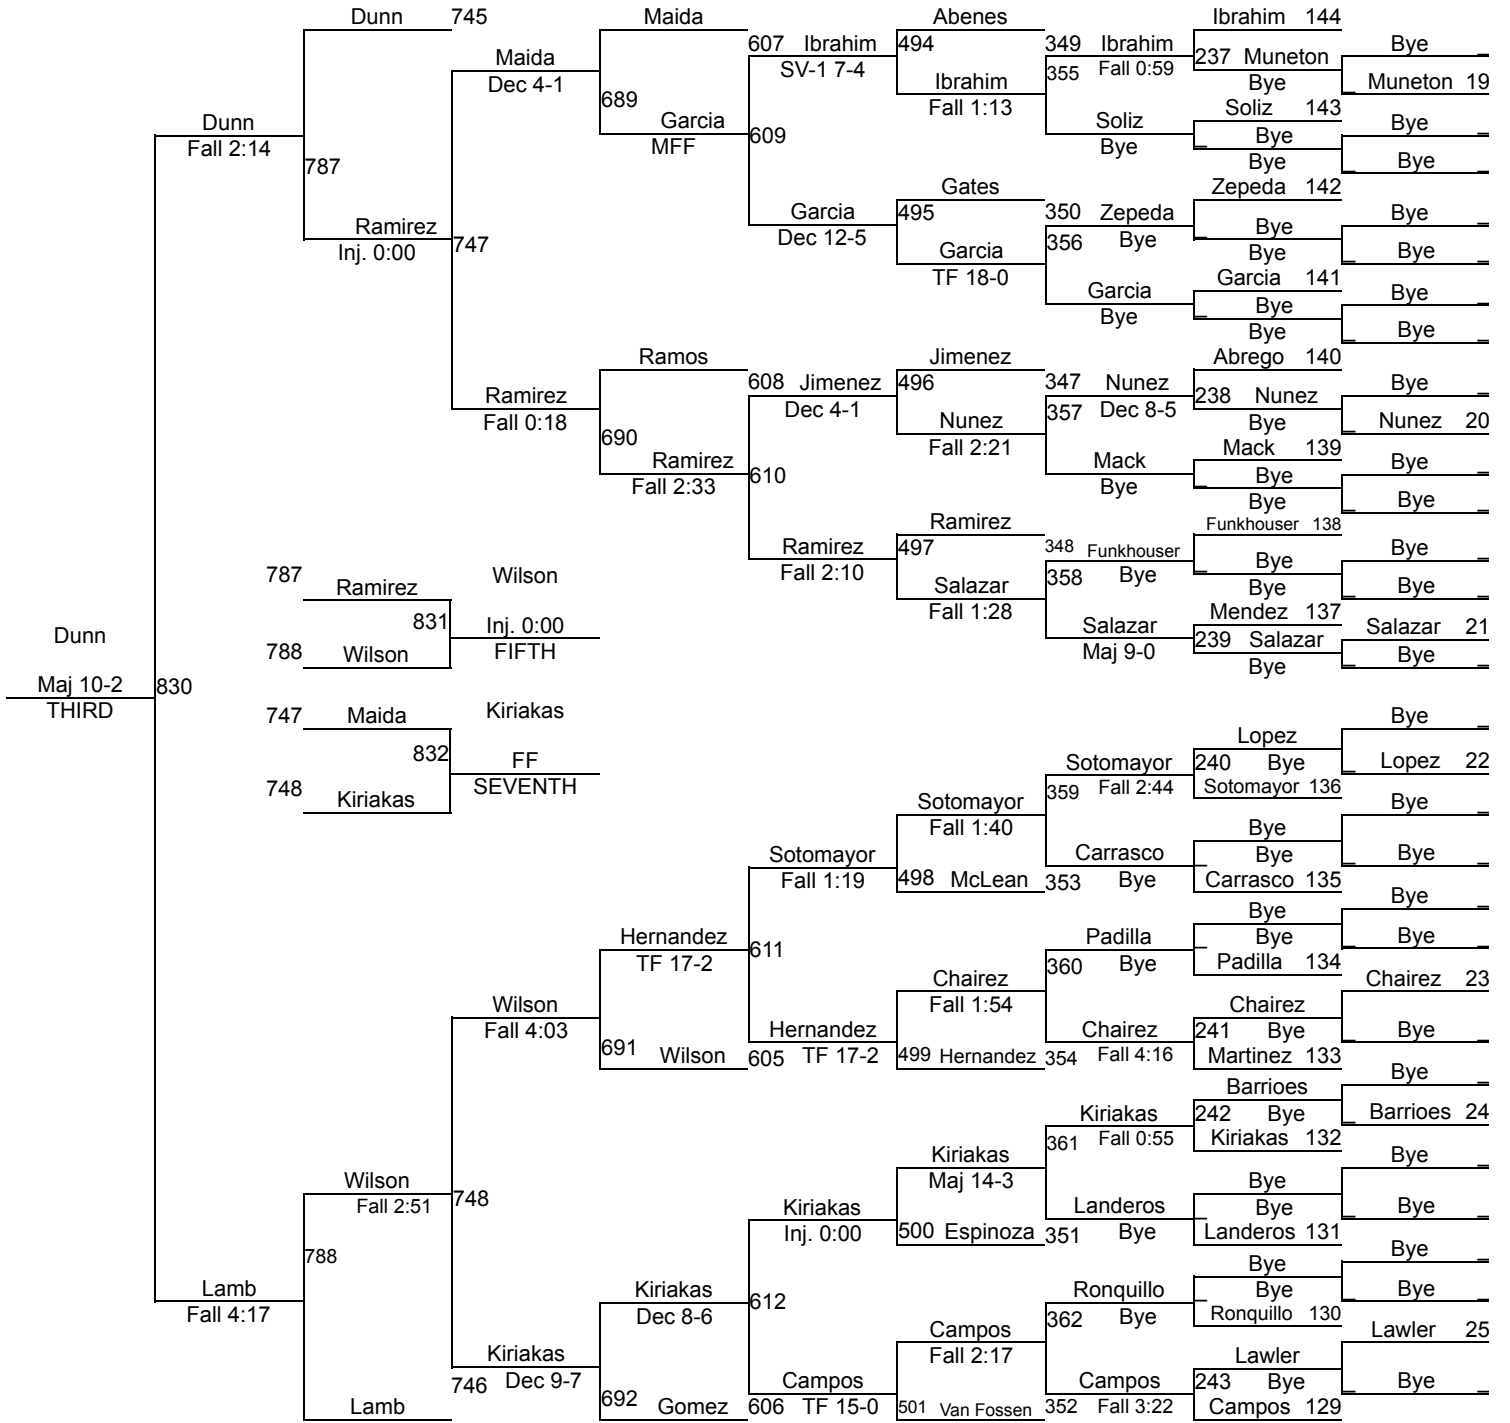 Dunn 745 Maida Abenes Ibrahim 144
607 Ibrahim 494 349 Ibrahim Bye _
Maida SV-1 7-4 Fall 0:59 237 Muneton
Dec 4-1 Ibrahim 355 Bye _ Muneton 19
689 Fall 1:13 Soliz 143
Dunn Garcia Soliz _ Bye Bye _
Fall 2:14 MFF 609 Bye Bye _ Bye _
787 Gates Zepeda 142
Garcia 495 350 Zepeda Bye _
Ramirez 747 Dec 12-5 356 Bye _ Bye
Inj. 0:00 Garcia Bye _ Bye _
TF 18-0 Garcia 141
Garcia _ Bye Bye _
Bye Bye _ Bye _
Ramos Jimenez Abrego 140
608 Jimenez 496 347 Nunez Bye _
Ramirez Dec 4-1 357 Dec 8-5 238 Nunez
Fall 0:18 Nunez Bye _ Nunez 20
690 Fall 2:21 Mack 139
Ramirez Mack _ Bye Bye _
Fall 2:33 610 Bye Bye _ Bye _
Ramirez Funkhouser 138
Ramirez 497 348 Funkhouser Bye _
787 Wilson Fall 2:10 358 Bye _ Bye
Ramirez Salazar Bye _ Bye _
831 Inj. 0:00 Fall 1:28 Mendez 137
Dunn FIFTH Salazar 239 Salazar Salazar 21
788 Wilson Maj 9-0 Bye _ Bye _
Maj 10-2 830
THIRD 747 Maida Kiriakas Bye _
832 FF Lopez
SEVENTH Sotomayor 240 Bye _ Lopez 22
748 Kiriakas 359 Fall 2:44 Sotomayor 136
Sotomayor Bye _
Fall 1:40 Bye
Sotomayor Carrasco _ Bye _ Bye _
Fall 1:19 498 McLean 353 Bye Carrasco 135
Bye _
Bye
Hernandez 611 Padilla _ Bye _ Bye _
TF 17-2 360 Bye Padilla 134
Chairez Chairez 23
Wilson Fall 1:54 Chairez
Fall 4:03 Hernandez Chairez 241 Bye _ Bye _
691 Wilson 605 TF 17-2 499 Hernandez 354 Fall 4:16 Martinez 133
Bye _
Barrioes
Kiriakas 242 Bye _ Barrioes 24
361 Fall 0:55 Kiriakas 132
Kiriakas Bye _
Wilson Maj 14-3 Bye
Fall 2:51 748 Kiriakas Landeros _ Bye _ Bye _
Inj. 0:00 500 Espinoza 351 Bye Landeros 131
788 Bye _
Bye
Lamb Kiriakas 612 Ronquillo _ Bye _ Bye _
Fall 4:17 Dec 8-6 362 Bye Ronquillo 130
Campos Lawler 25
Kiriakas Fall 2:17 Lawler
746 Dec 9-7 Campos Campos 243 Bye _ Bye _
Lamb 692 Gomez 606 TF 15-0 501 Van Fossen 352 Fall 3:22 Campos 129